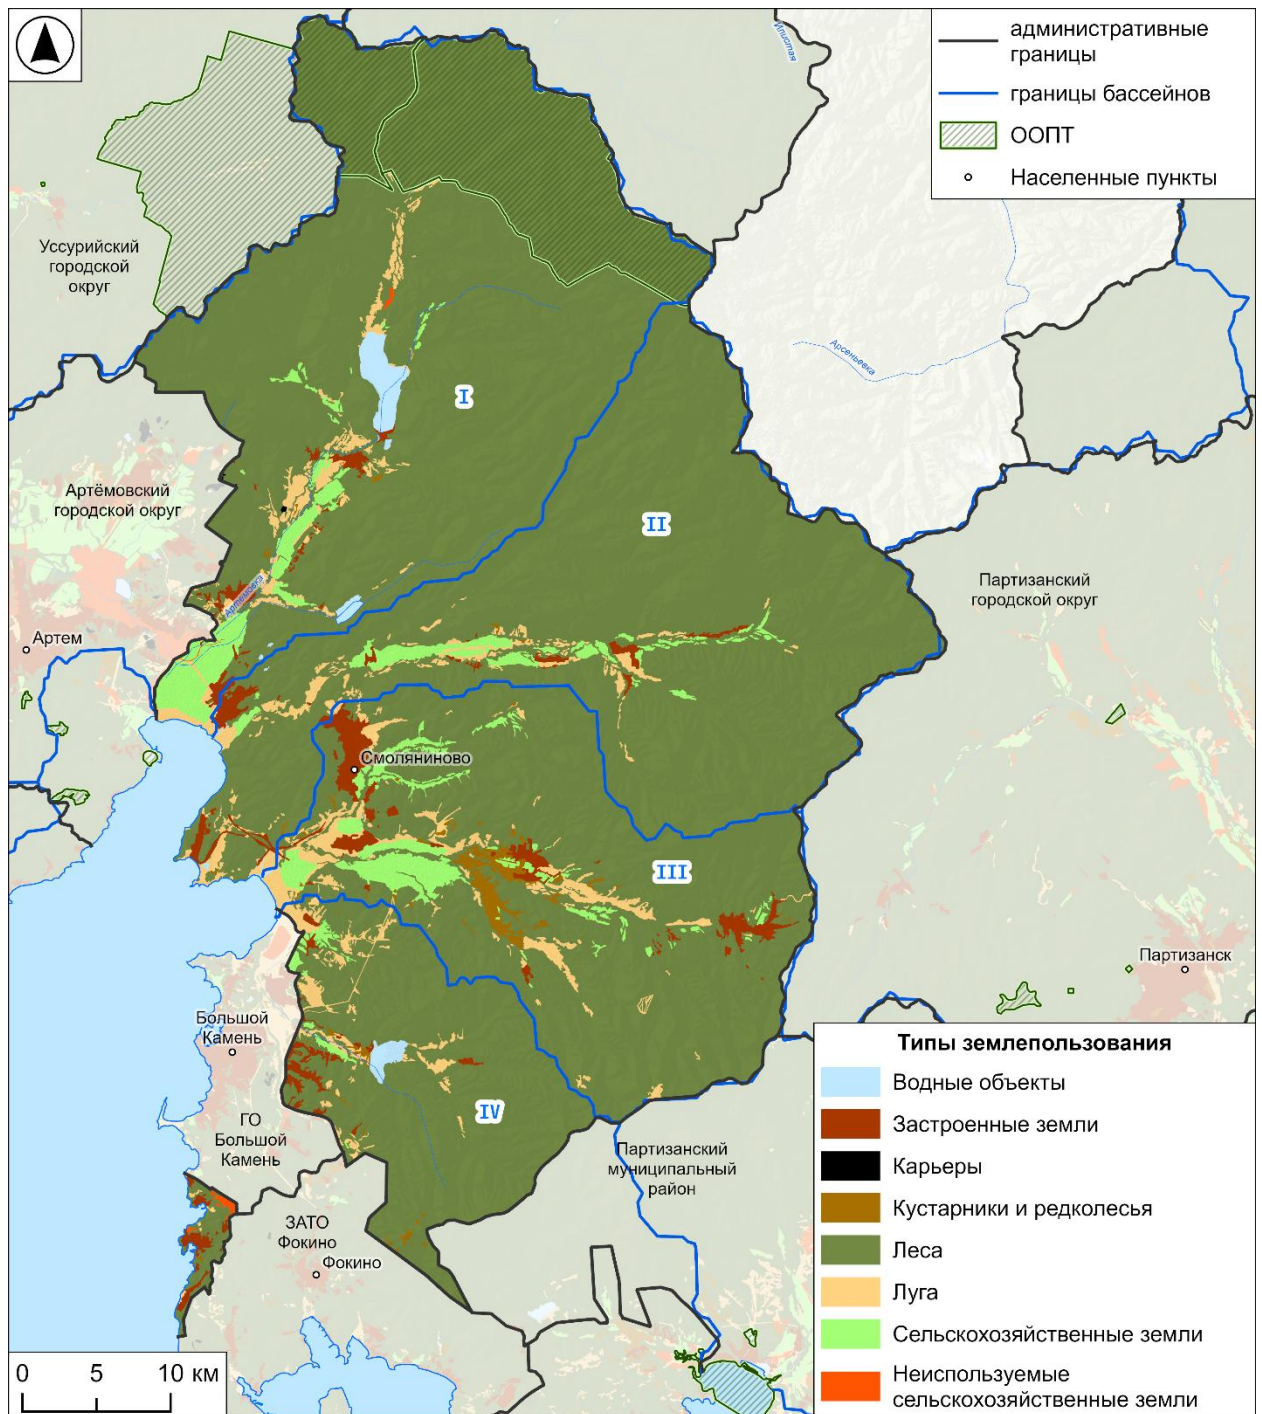 административные
границы
границы бассейнов
ООПТ
Населенные пункты
Илистая
Уссурийский
городской
округ
Арсеньевка
I
Артёмовский
городской округ
II
Партизанский
городской округ
Артемовка
Артем
Смоляниново
III
Партизанск
Большой
Камень
IV
ГО
Большой
Камень
Партизанский
муниципальный
район
ЗАТО
Фокино
Фокино
Типы землепользования
Водные объекты
Застроенные земли
Карьеры
Кустарники и редколесья
Леса
Луга
Сельскохозяйственные земли
Неиспользуемые
сельскохозяйственные земли
0 5 10 км